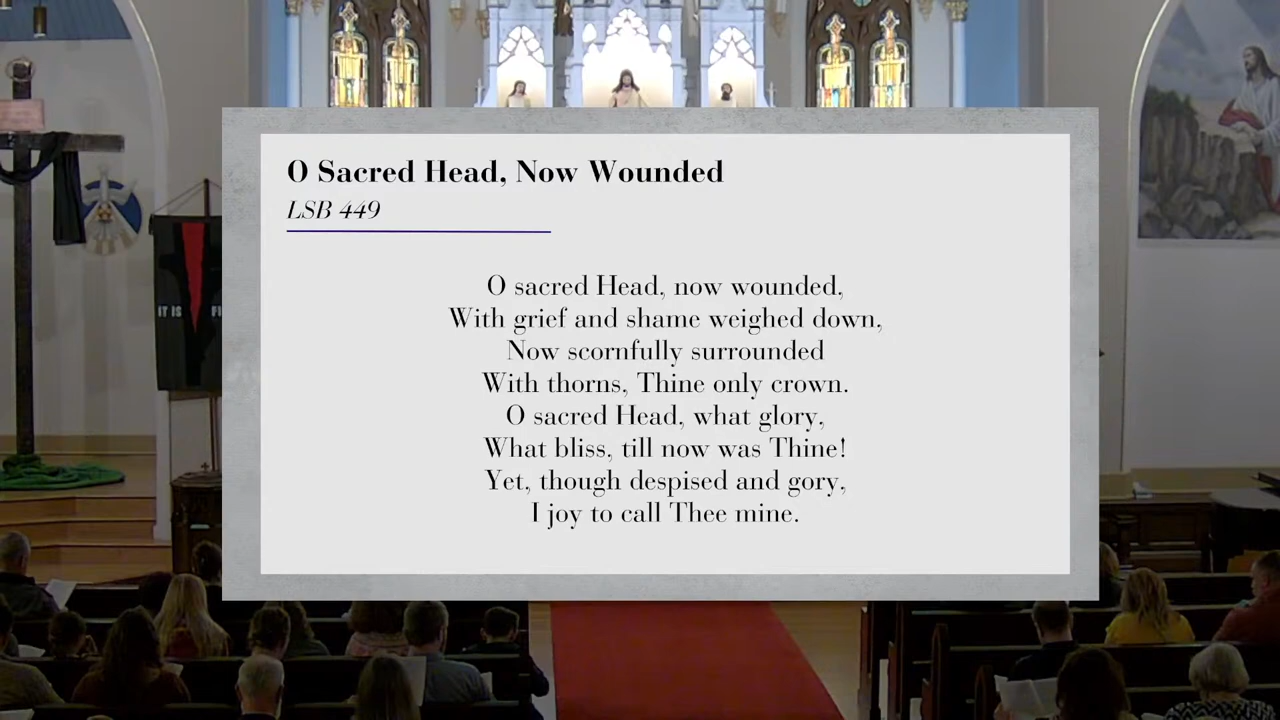 O Sacred Head, Now Wounded
LSB 449
O sacred Head, now wounded,
With grief and shame weighed down,
Now scornfully surrounded
With thorns, Thine only crown.
O sacred Head, what glory,
What bliss, till now was Thine!
Yet, though despised and gory,
I joy to call Thee mine.
IT IS FI